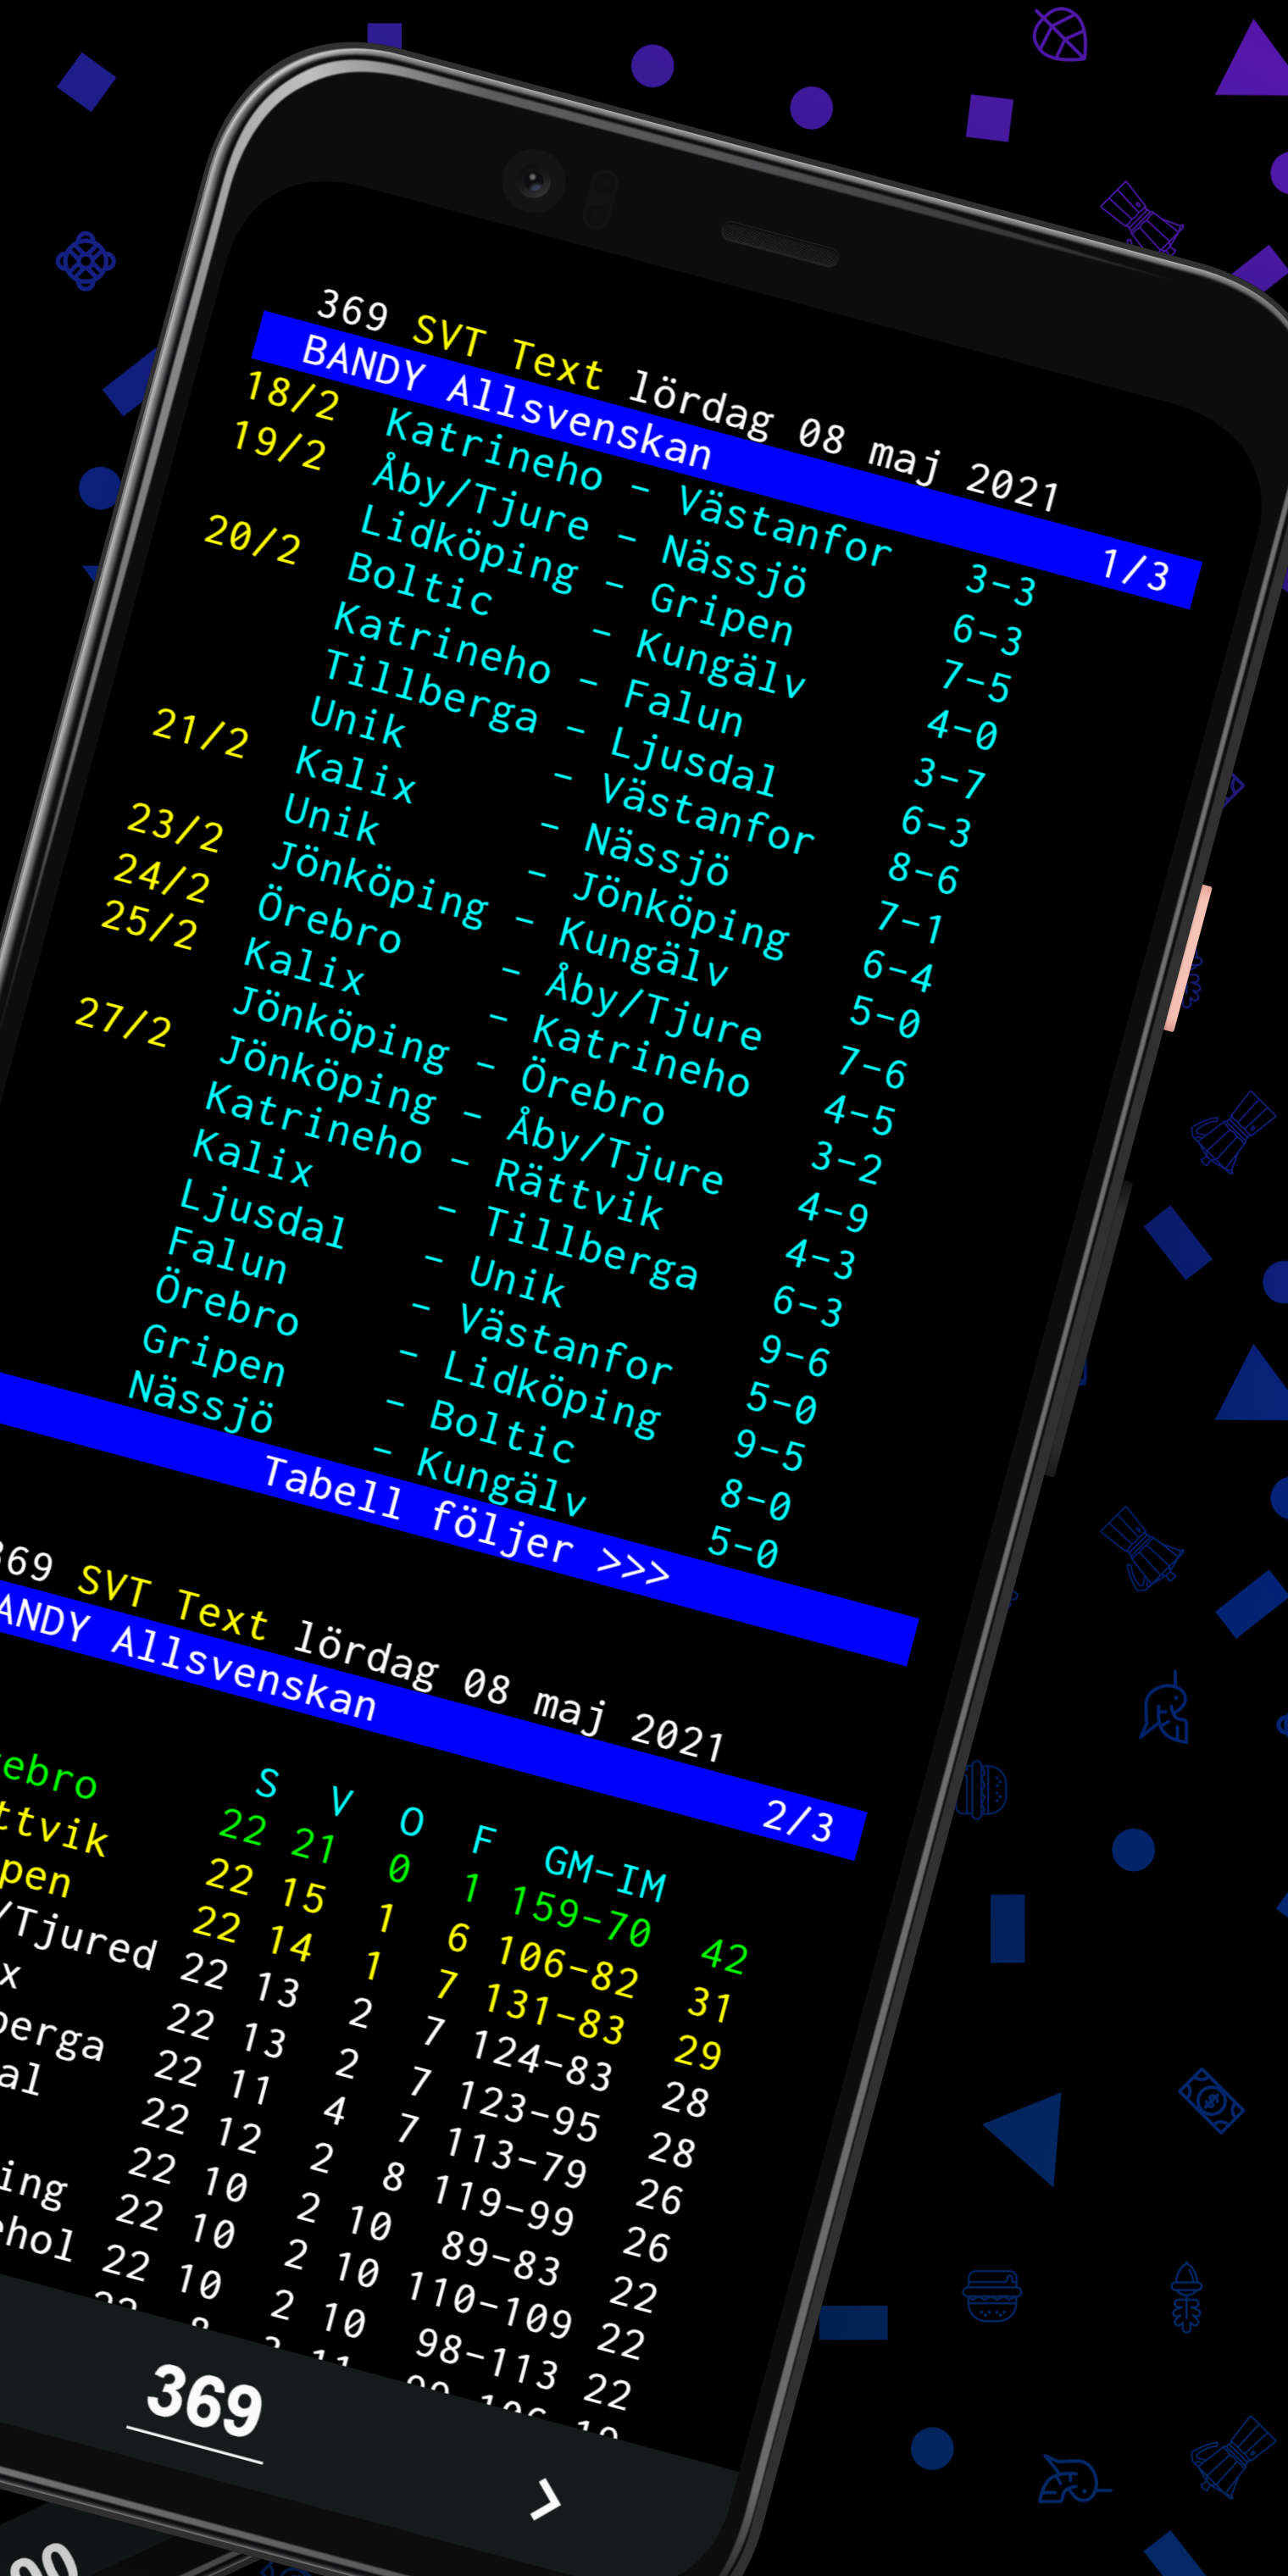 369 SVT Text lördag 08 maj 2021
BANDY Allsvenskan 1/3
18/2 Katrineho - Västanfor 3-3
19/2 Åby/Tjure - Nässjö 6-3
Lidköping - Gripen 7-5
20/2 Boltic - Kungälv 4-0
Katrineho - Falun 3-7
Tillberga - Ljusdal 6-3
Unik - Västanfor 8-6
21/2 Kalix - Nässjö 7-1
Unik - Jönköping 6-4
23/2 Jönköping - Kungälv 5-0
24/2 Örebro - Åby/Tjure 7-6
25/2 Kalix - Katrineho 4-5
Jönköping - Örebro 3-2
27/2 Jönköping - Åby/Tjure 4-9
Katrineho - Rättvik 4-3
Kalix - Tillberga 6-3
Ljusdal - Unik 9-6
Falun - Västanfor 5-0
Örebro - Lidköping 9-5
Gripen - Boltic 8-0
Nässjö - Kungälv 5-0
Tabell följer >>>
369 SVT Text lördag 08 maj 2021
ANDY Allsvenskan 2/3
S V O F GM-IM
ebro 22 21 0 1 159-70 42
ttvik 22 15 1 6 106-82 31
pen 22 14 1 7 131-83 29
/Tjured 22 13 2 7 124-83 28
x 22 13 2 7 123-95 28
berga 22 11 4 7 113-79 26
al 22 12 2 8 119-99 26
22 10 2 10 89-83 22
ing 22 10 2 10 110-109 22
ehol 22 10 2 10 98-113 22
369 >